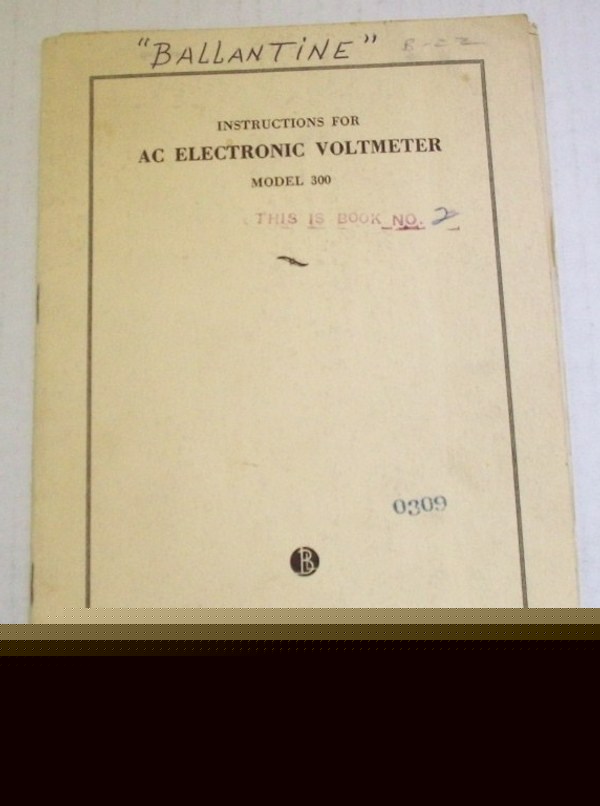 "BALLANTINE"
INSTRUCTIONS FOR
AC ELECTRONIC VOLTMETER
MODEL 300
THIS IS BOOK NO. 2
0309
B